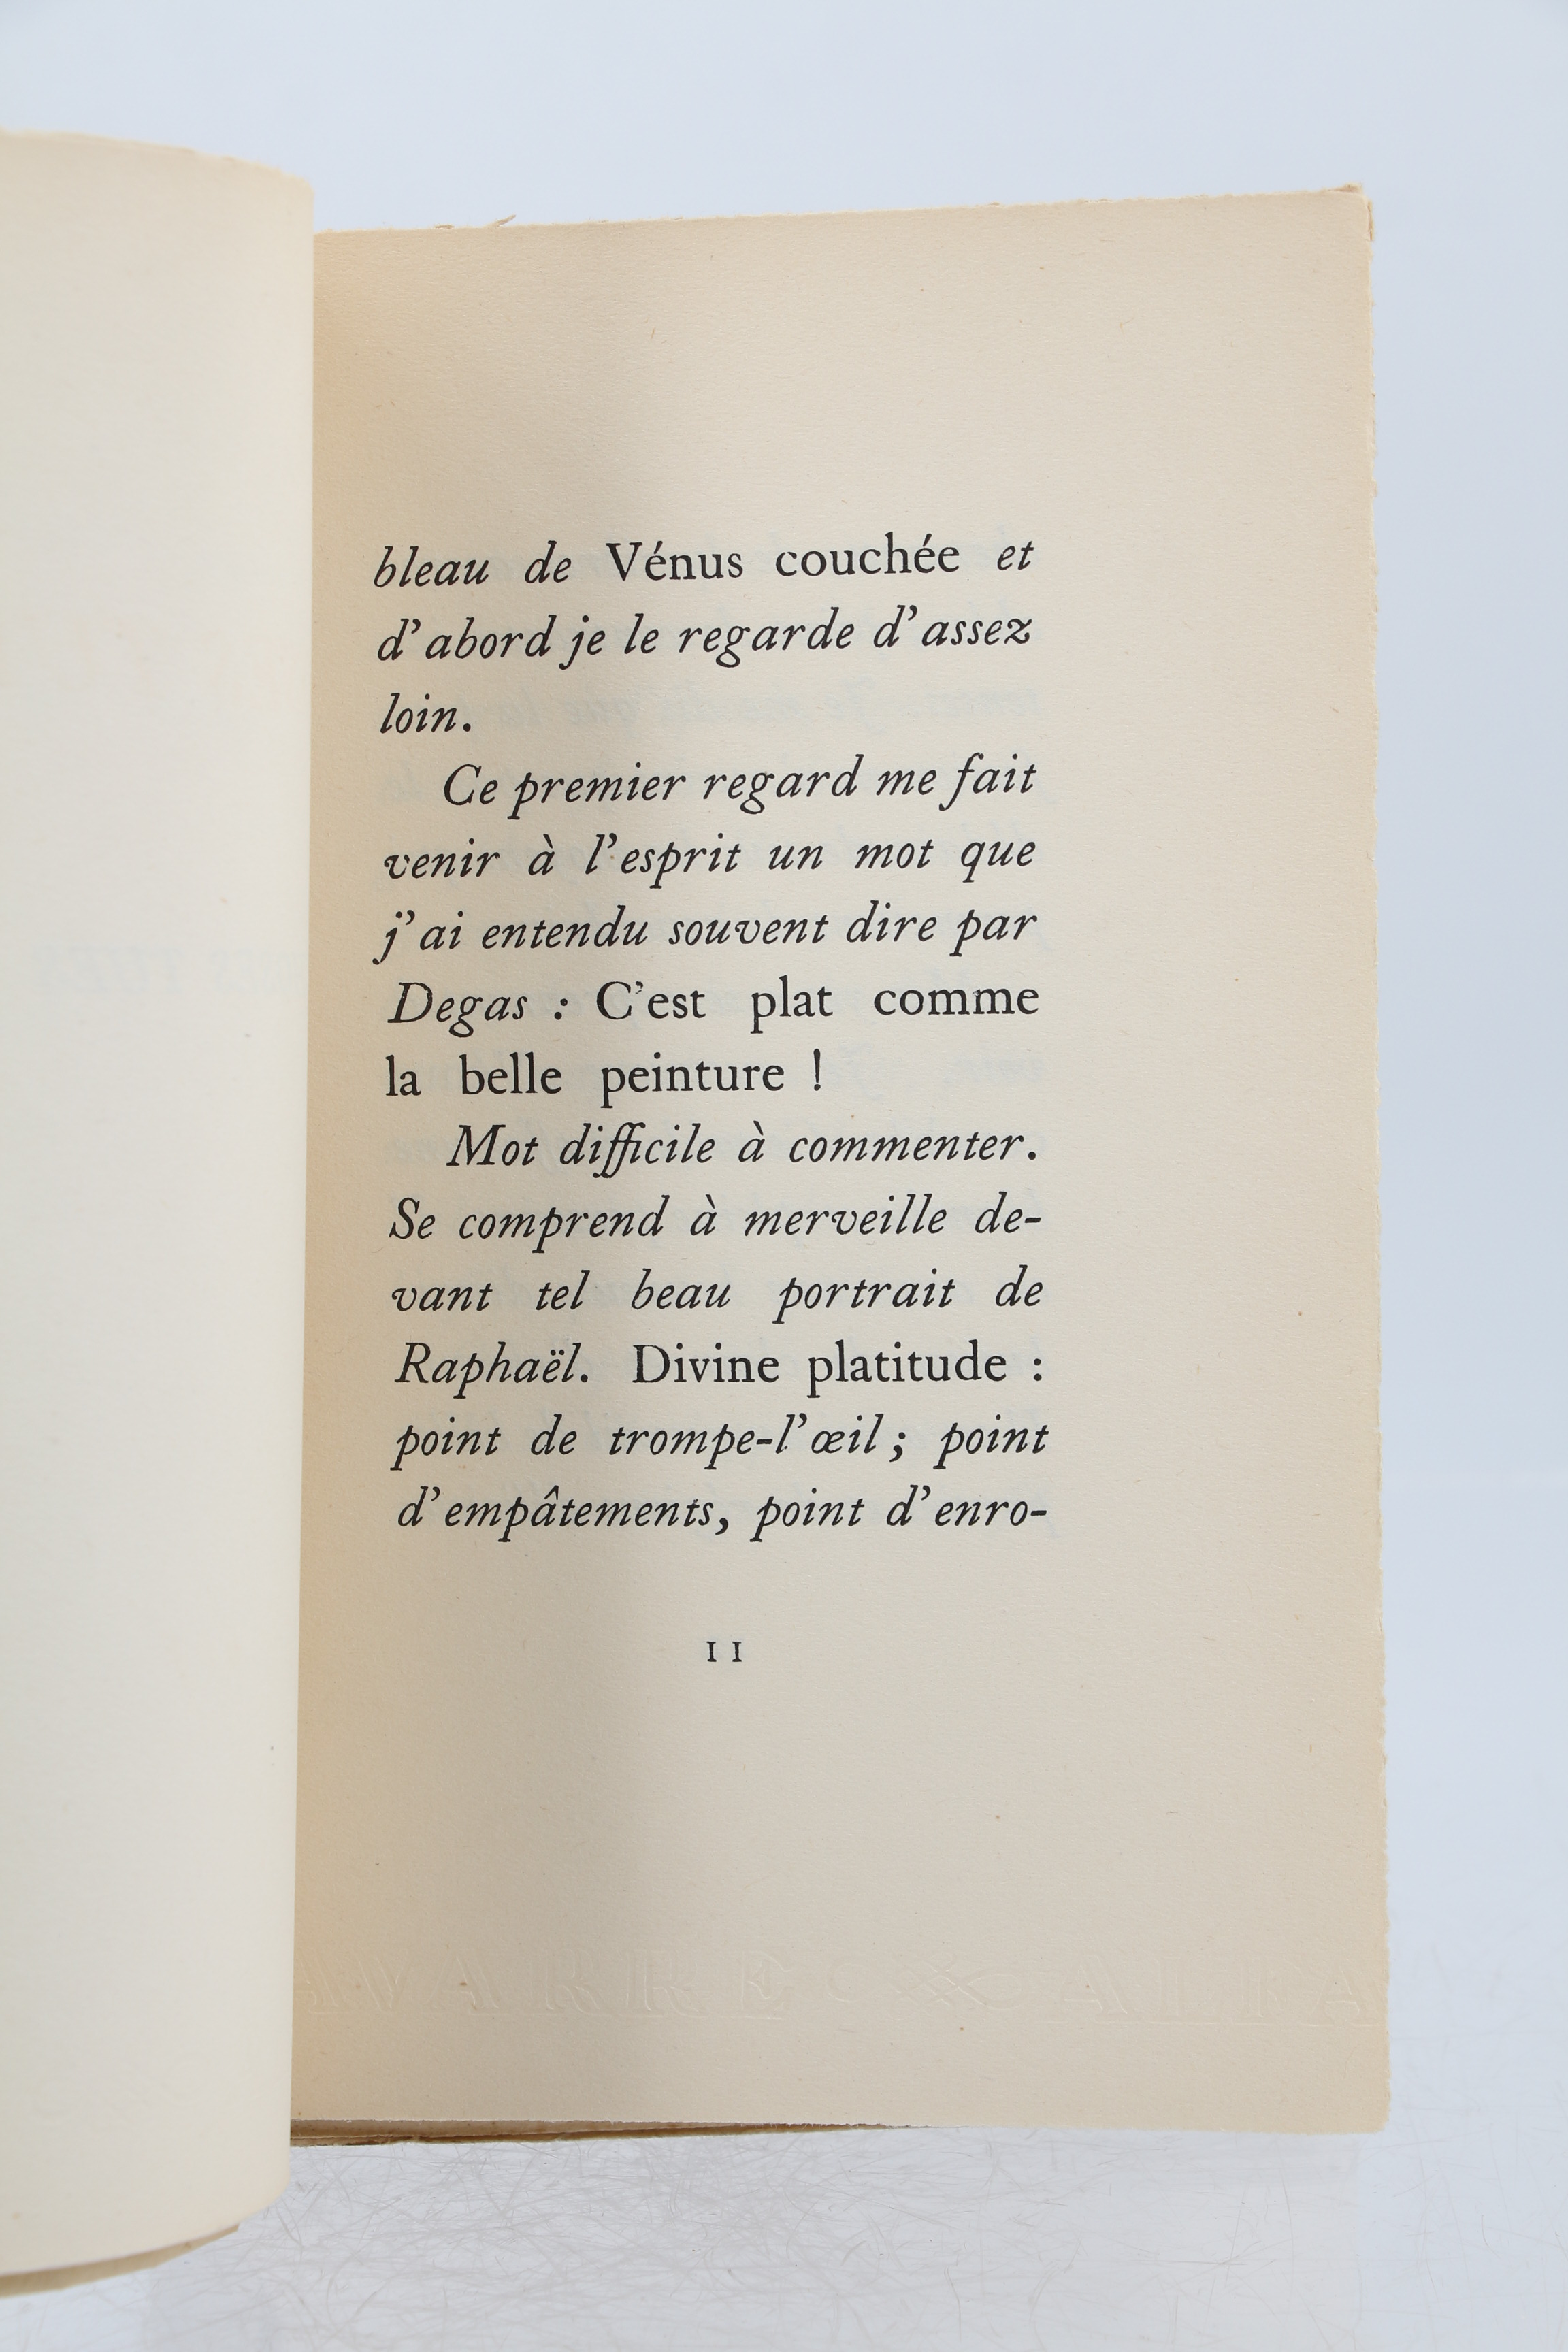 bleau de Vénus couchée et
d'abord je le regarde d'assez
loin.
Ce premier regard me fait
venir à l'esprit un mot que
j'ai entendu souvent dire par
Degas : C'est plat comme
la belle peinture !
Mot difficile à commenter.
Se comprend à merveille de-
vant tel beau portrait de
Raphaël. Divine platitude :
point de trompe-l'œil ; point
d'empâtements, point d'enro-
11